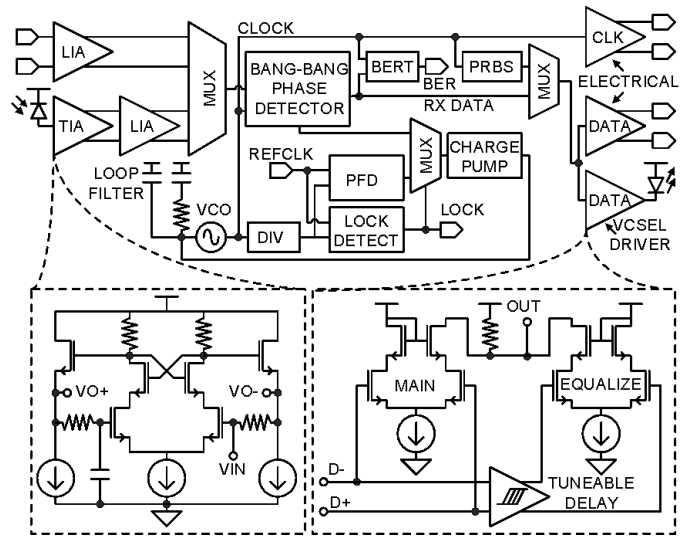 CLOCK
LIA
MUX
BANG-BANG
PHASE
DETECTOR
BERT
BER
PRBS
MUX
CLK
ELECTRICAL
RX DATA
TIA
LIA
DATA
LOOP
FILTER
REFCLK
PFD
MUX
CHARGE
PUMP
DATA
VCO
DIV
LOCK
DETECT
LOCK
VCSEL
DRIVER
VO+
VO-
VIN
OUT
MAIN
EQUALIZE
D-
D+
TUNEABLE
DELAY